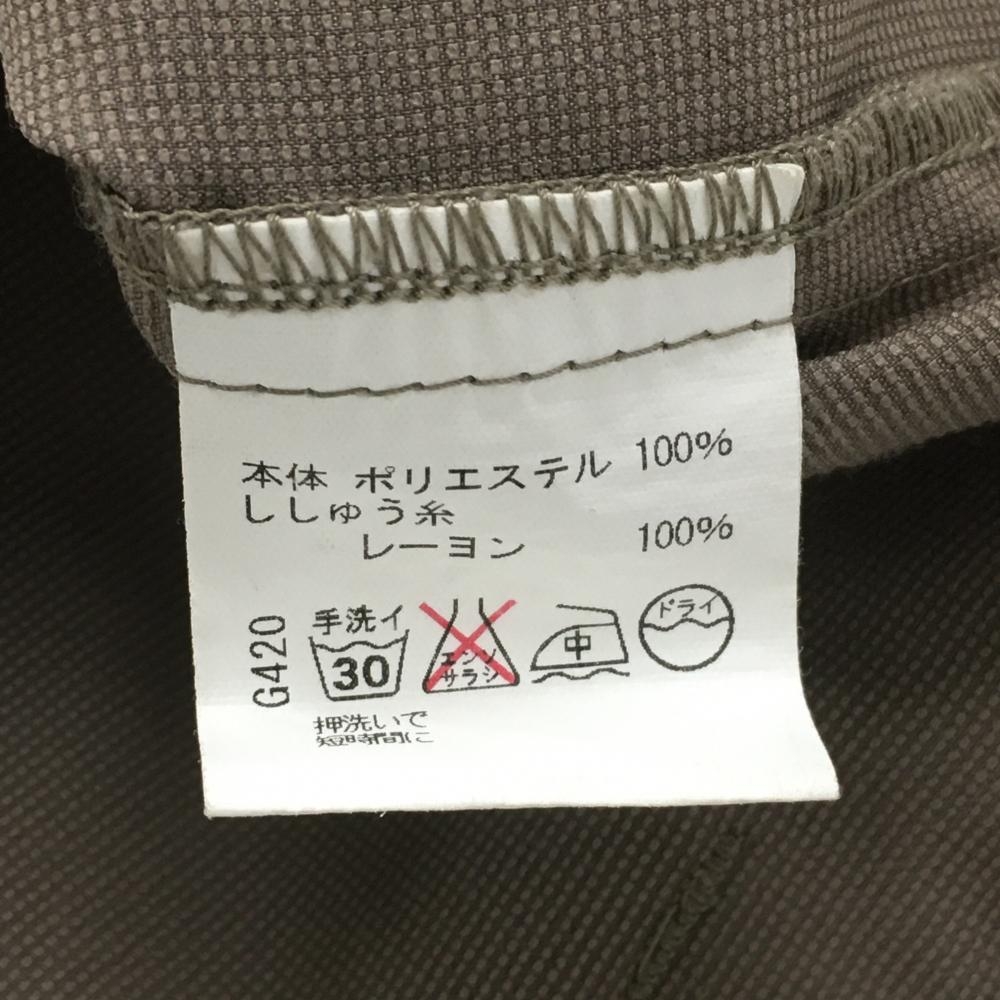 本体 ポリエステル 100%
ししゅう糸
レーヨン 100%
G420
手洗イ
30
エンソ
サラシ
中
ドライ
押洗いで
短時間に